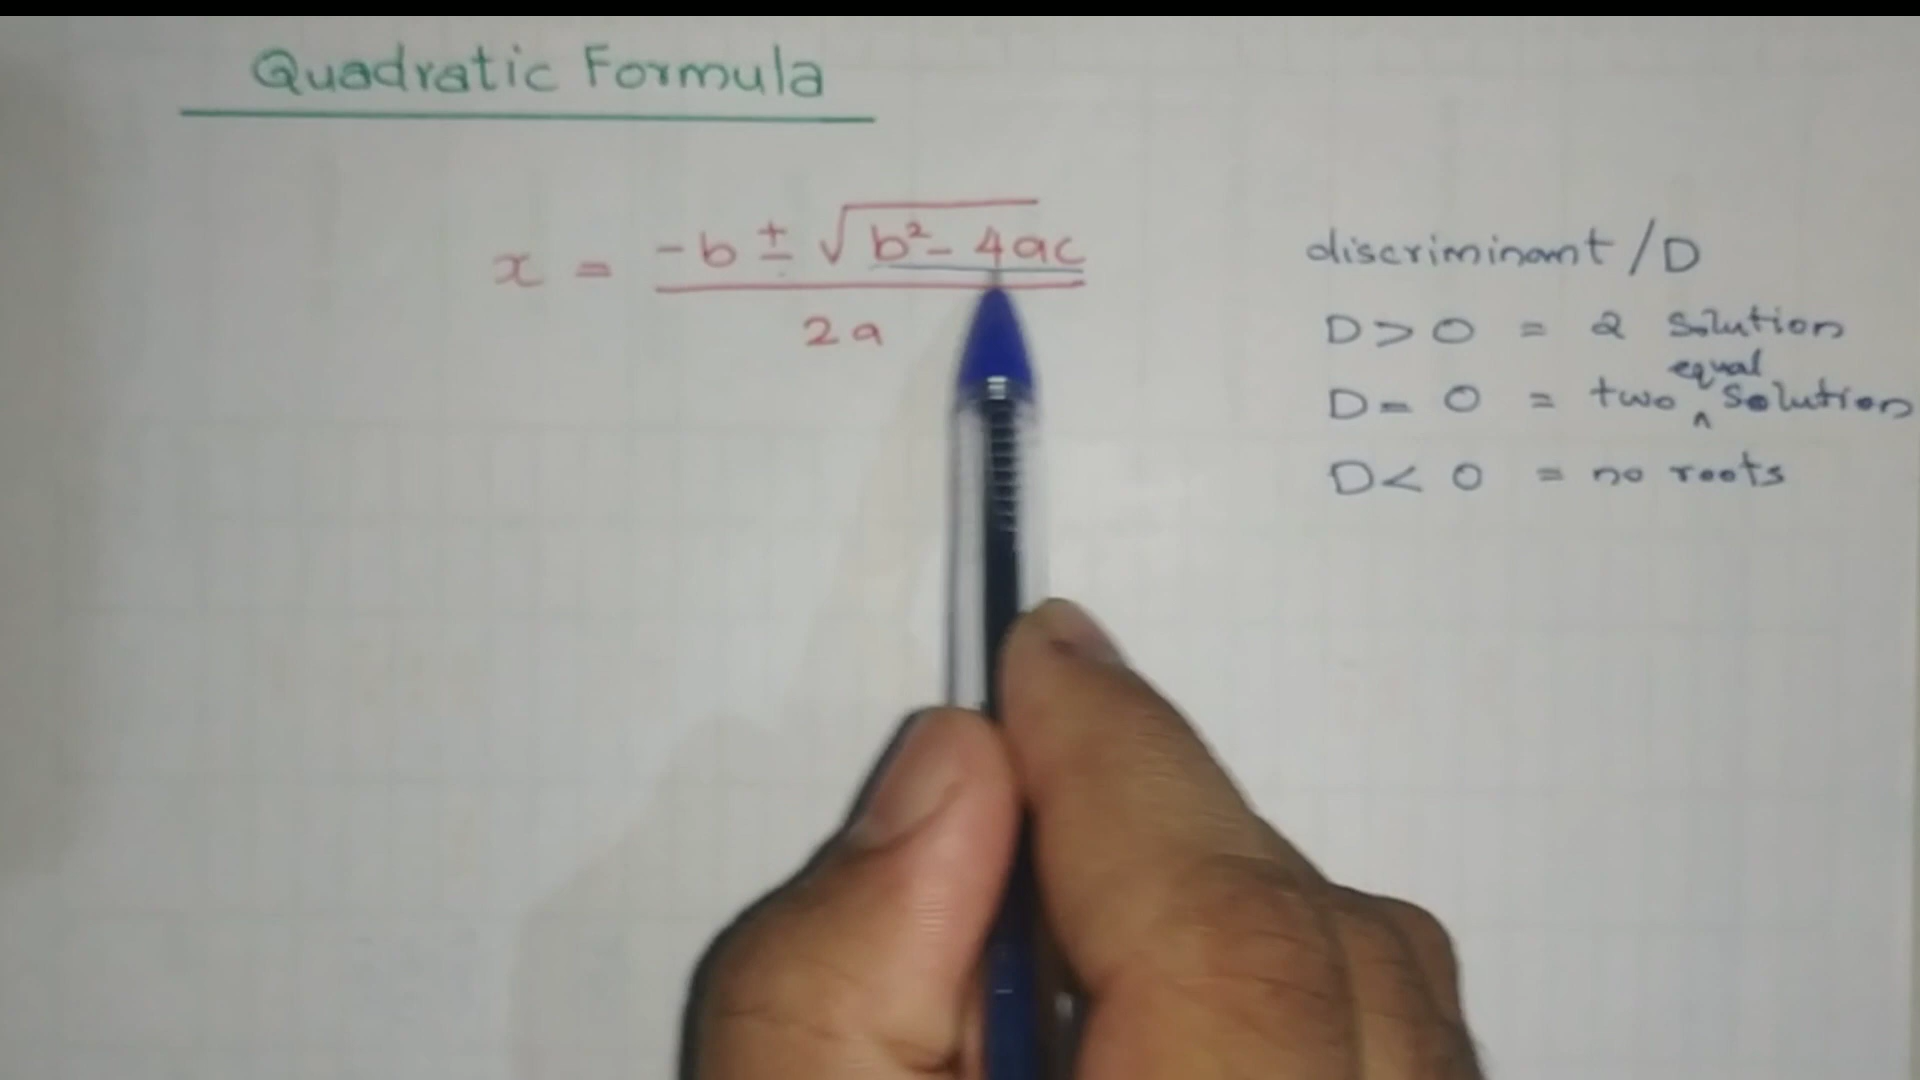 Quadratic Formula
x = -b ± √b² - 4ac
2a
discriminant / D
D > 0 = 2 Solution
equal
D = 0 = two ^ Solution
D < 0 = no roots